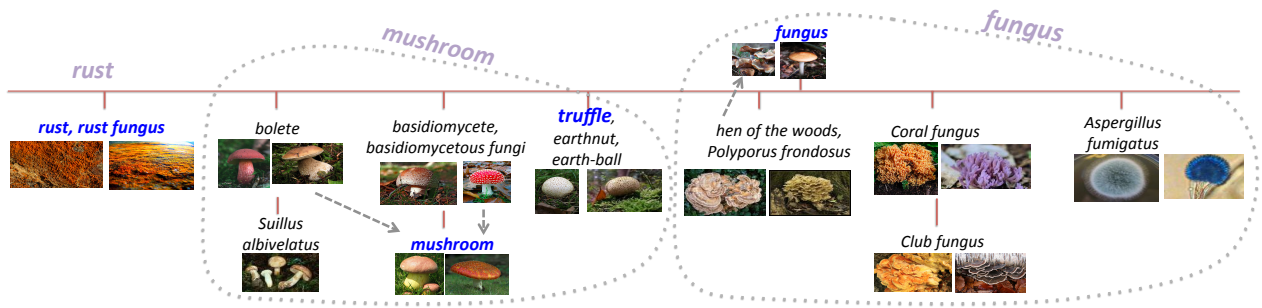 rust
mushroom
fungus
fungus
rust, rust fungus
bolete
basidiomycete,
basidiomycetous fungi
truffle,
earthnut,
earth-ball
hen of the woods,
Polyporus frondosus
Coral fungus
Aspergillus
fumigatus
Suillus
albivelatus
mushroom
Club fungus